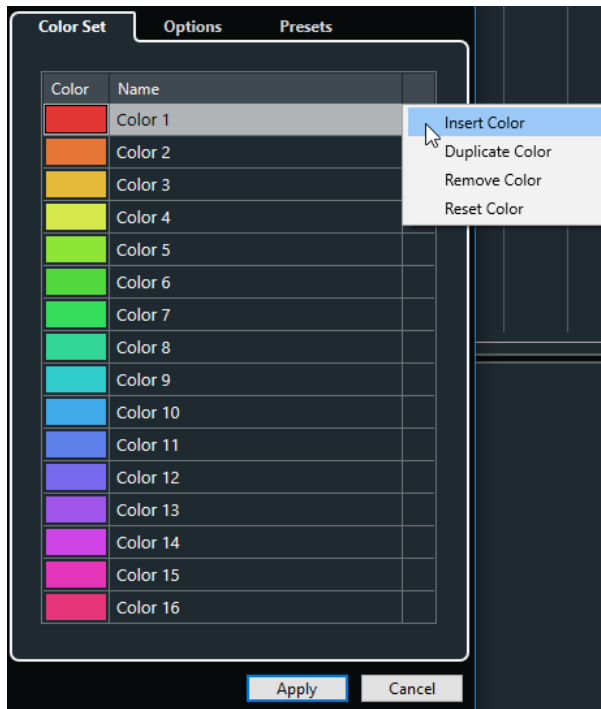 Color Set Options Presets
Color Name
Color 1
Insert Color
Color 2
Duplicate Color
Color 3
Remove Color
Color 4
Reset Color
Color 5
Color 6
Color 7
Color 8
Color 9
Color 10
Color 11
Color 12
Color 13
Color 14
Color 15
Color 16
Apply Cancel